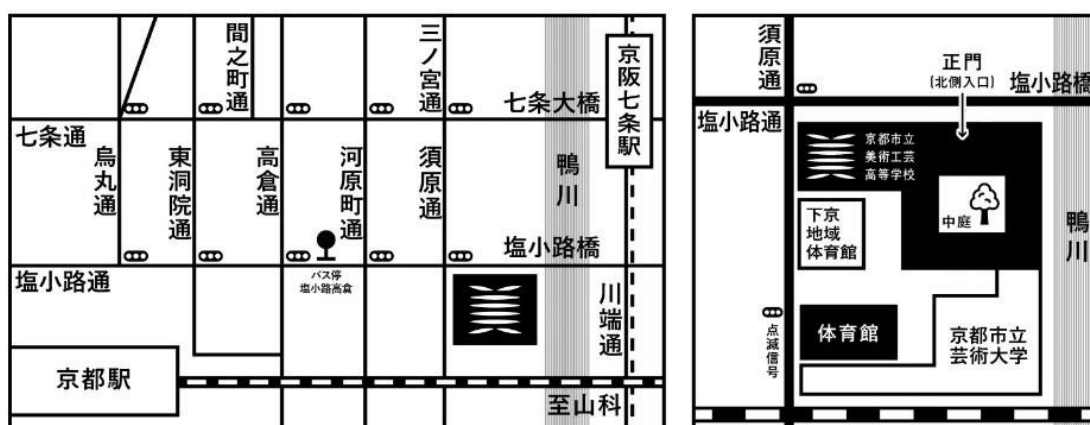 間之町通
三ノ宮通
京阪七条駅
七条大橋
七条通
烏丸通
東洞院通
高倉通
河原町通
須原通
鴨川
塩小路橋
バス停
塩小路高倉
塩小路通
川端通
京都駅
至山科
須原通
正門
(北側入口)
塩小路橋
塩小路通
京都市立
美術工芸
高等学校
中庭
下京
地域
体育館
鴨川
点滅信号
体育館
京都市立
芸術大学